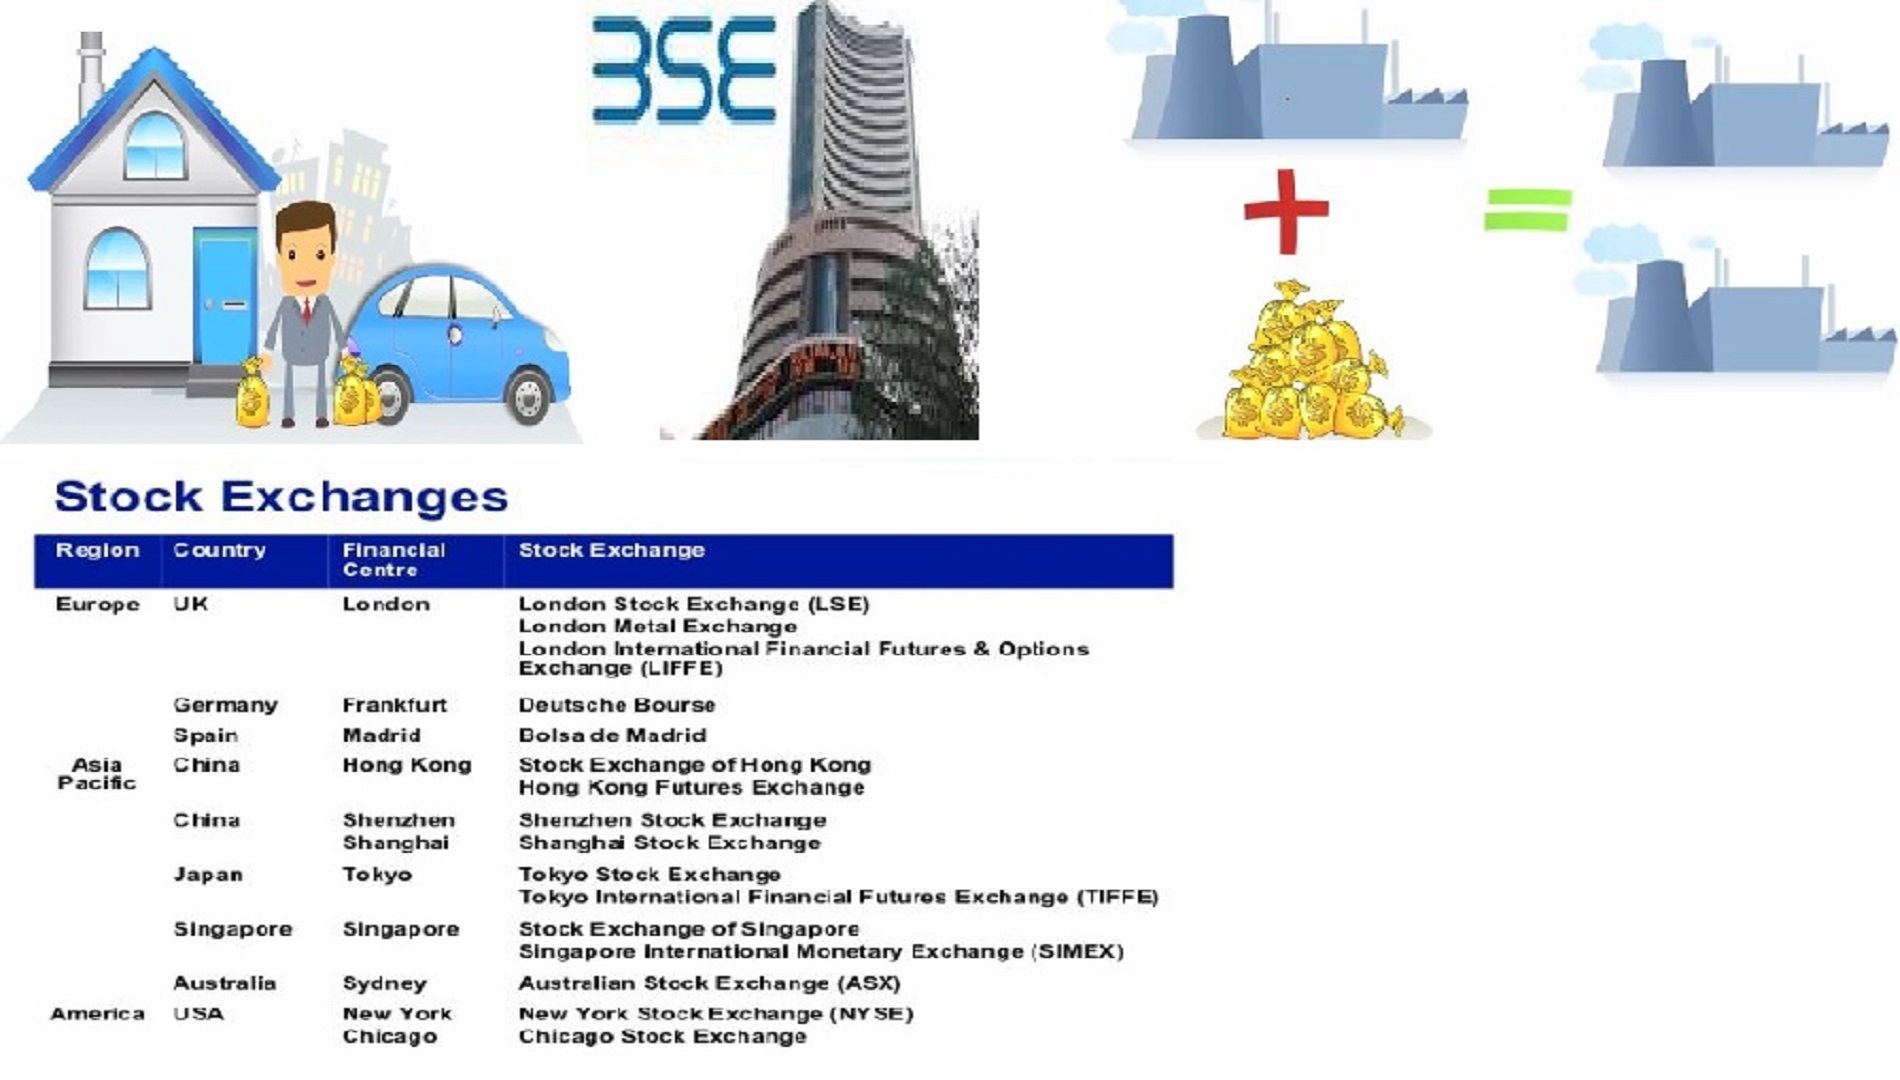 BSE
Stock Exchanges
Region Country Financial Centre Stock Exchange
Europe UK London London Stock Exchange (LSE)
London Metal Exchange
London International Financial Futures & Options
Exchange (LIFFE)
Germany Frankfurt Deutsche Bourse
Spain Madrid Bolsa de Madrid
Asia Pacific China Hong Kong Stock Exchange of Hong Kong
Hong Kong Futures Exchange
China Shenzhen Shenzhen Stock Exchange
Shanghai Shanghai Stock Exchange
Japan Tokyo Tokyo Stock Exchange
Tokyo International Financial Futures Exchange (TIFFE)
Singapore Singapore Stock Exchange of Singapore
Singapore International Monetary Exchange (SIMEX)
Australia Sydney Australian Stock Exchange (ASX)
America USA New York New York Stock Exchange (NYSE)
Chicago Chicago Stock Exchange